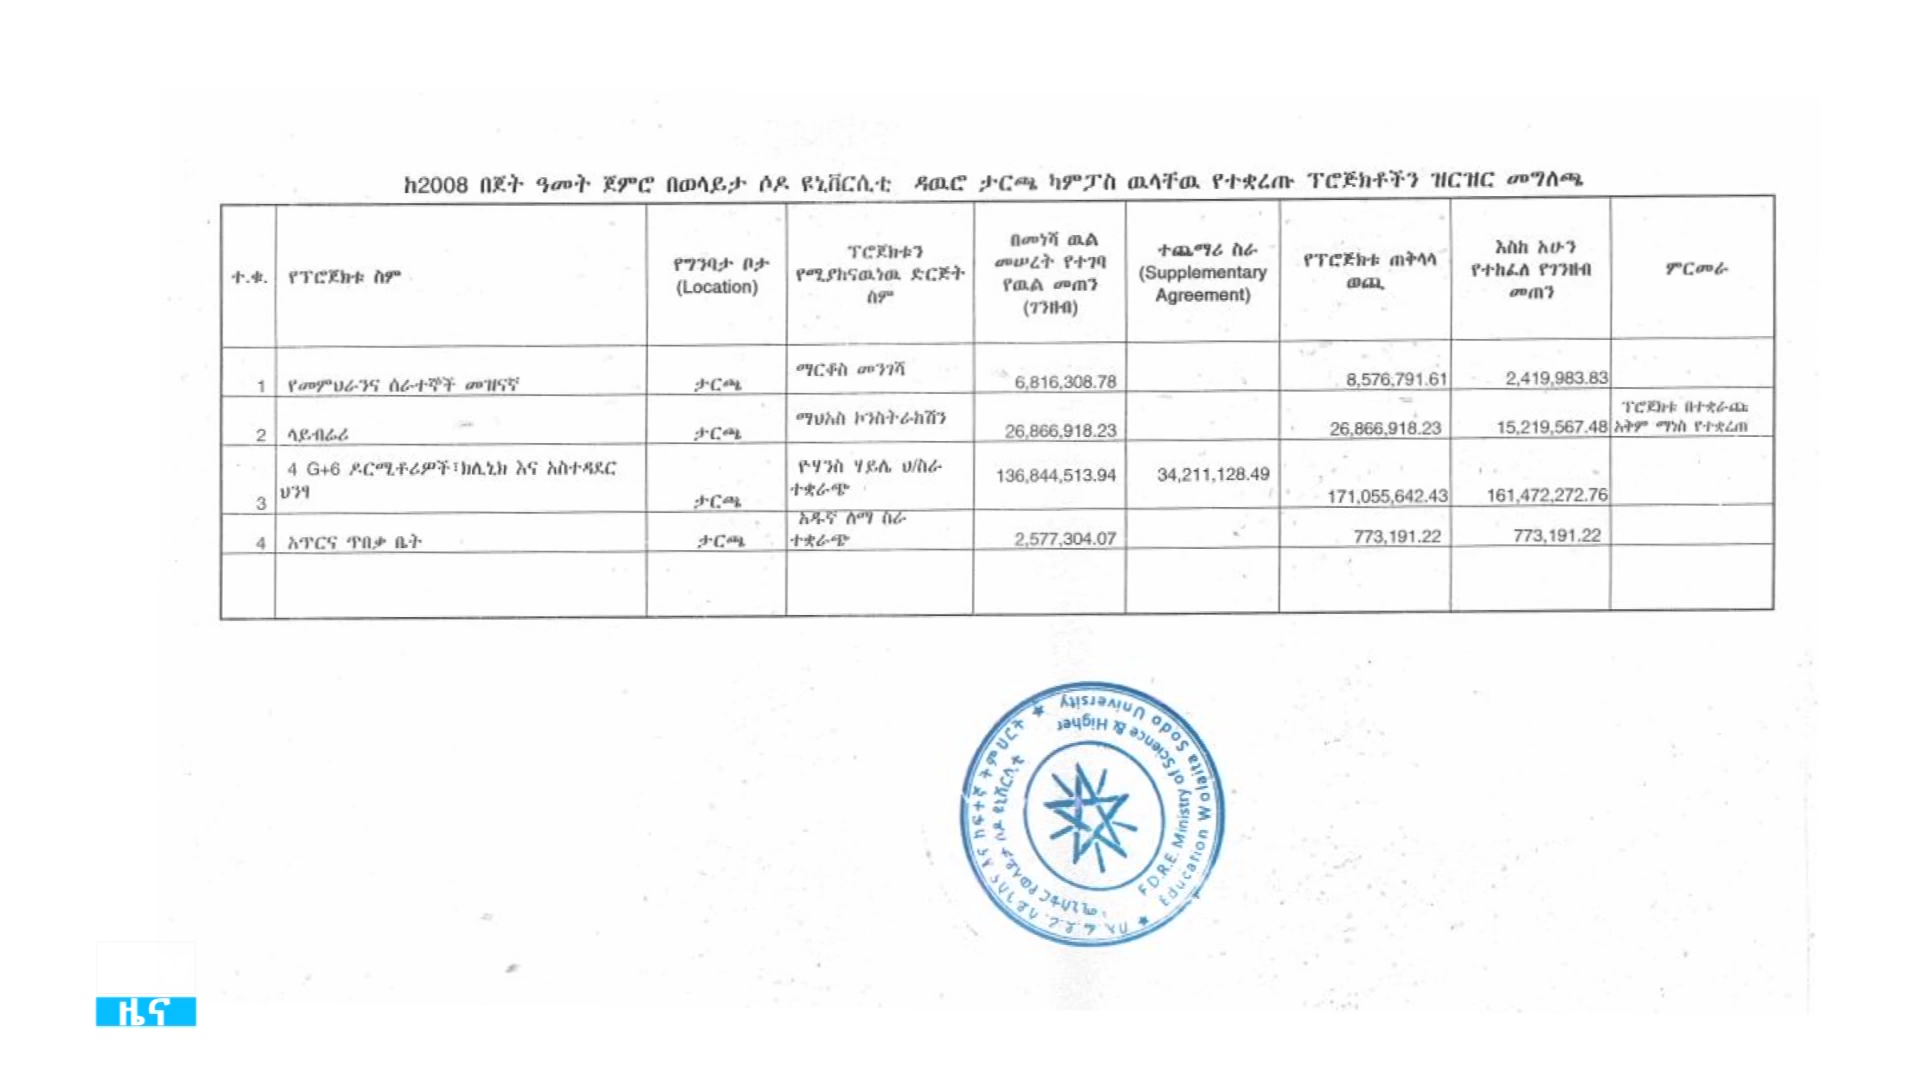 ከ2008 በጀት ዓመት ጀምሮ በወላይታ ሶዶ ዩኒቨርሲቲ ዳዉሮ ታርጫ ካምፓስ ዉላቸዉ የተቋረጡ ፕሮጅክቶችን ዝርዝር መግለጫ
ተ.ቁ.
የፕሮጀክቱ ስም
የግንባታ ቦታ
(Location)
ፕሮጀክቱን
የሚያከናዉነዉ ድርጅት
ስም
በመነሻ ዉል
መሠረት የተገባ
የዉል መጠን
(ገንዘብ)
ተጨማሪ ስራ
(Supplementary
Agreement)
የፕሮጀክቱ ጠቅላላ
ወጪ
እስከ አሁን
የተከፈለ የገንዘብ
መጠን
ምርመራ
1 የመምህራንና ሰራተኞች መዝናኛ ታርጫ ማርቆስ መንገሻ 6,816,308.78 8,576,791.61 2,419,983.83
2 ላይብሬሪ ታርጫ ማህአስ ኮንስትራክሽን 26,866,918.23 26,866,918.23 15,219,567.48
ፕሮጀክቱ በተቋራጩ
አቅም ማነስ የተቋረጠ
3
4 G+6 ዶርሚቶሪዎች፣ክሊኒክ እና አስተዳደር
ህንፃ
ታርጫ
ዮሃንስ ሃይሌ ህ/ስራ
ተቋራጭ
136,844,513.94 34,211,128.49 171,055,642.43 161,472,272.76
4 አጥርና ጥበቃ ቤት ታርጫ
አዱኛ ለማ ስራ
ተቋራጭ
2,577,304.07 773,191.22 773,191.22
F.D.R.E. Ministry of Science & Higher
Education Wolaita Sodo University
ዜና